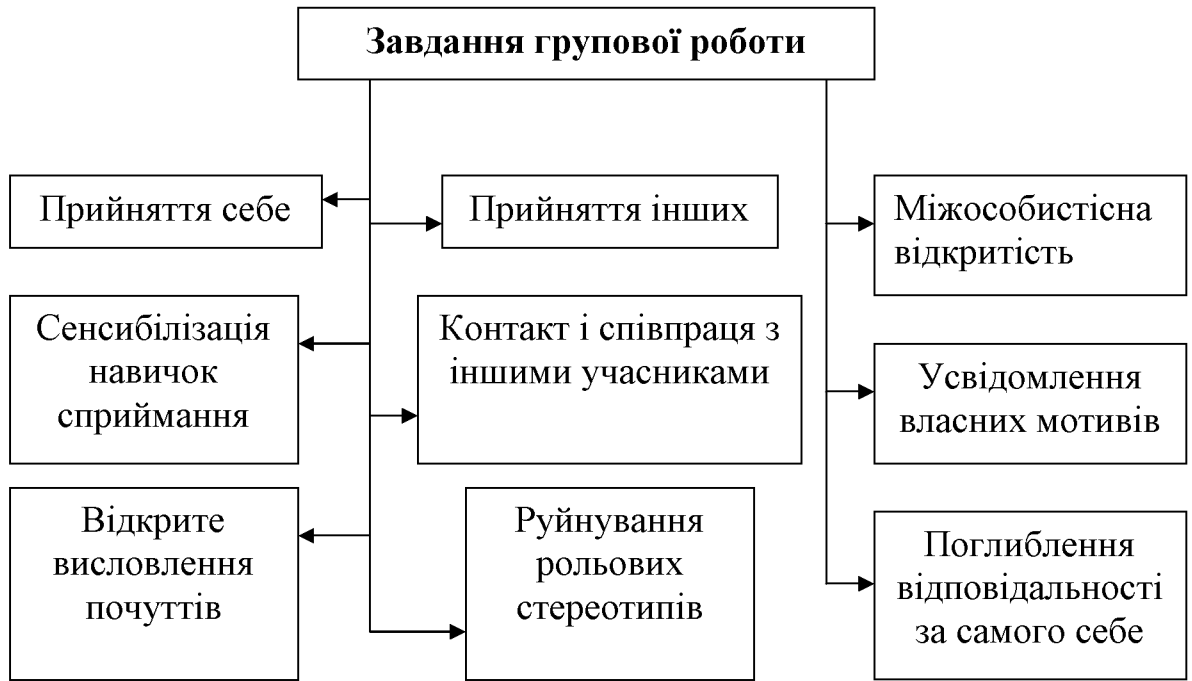 Завдання групової роботи
Прийняття себе
Прийняття інших
Міжособистісна
відкритість
Сенсибілізація
навичок
сприймання
Контакт і співпраця з
іншими учасниками
Усвідомлення
власних мотивів
Відкрите
висловлення
почуттів
Руйнування
рольових
стереотипів
Поглиблення
відповідальності
за самого себе